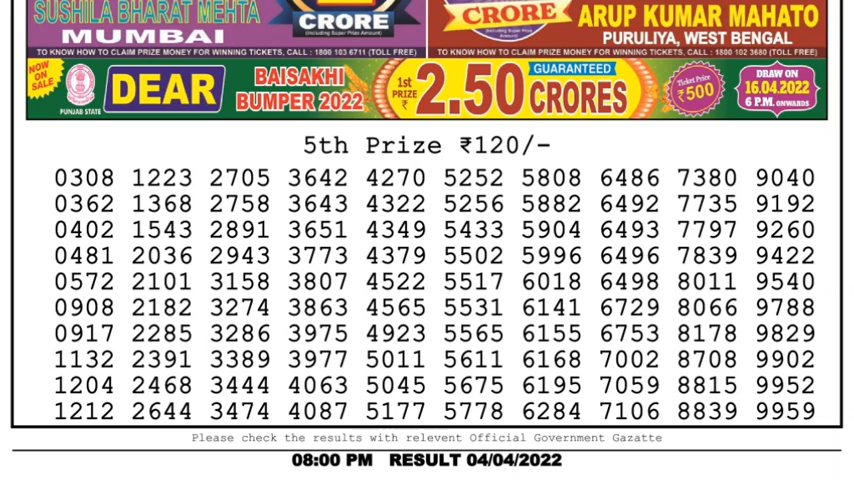 SUSHILA BHARAT MEHTA
MUMBAI
CRORE
(Including Super Prize Amount)
CRORE
(Including Super Prize Amount)
ARUP KUMAR MAHATO
PURULIYA, WEST BENGAL
TO KNOW HOW TO CLAIM PRIZE MONEY FOR WINNING TICKETS, CALL : 1800 103 6711 (TOLL FREE)
TO KNOW HOW TO CLAIM PRIZE MONEY FOR WINNING TICKETS, CALL : 1800 102 3680 (TOLL FREE)
NOW ON SALE
PUNJAB STATE
DEAR
BAISAKHI
BUMPER 2022
1st PRIZE ₹
2.50
GUARANTEED
CRORES
Ticket Price
₹500
DRAW ON
16.04.2022
6 P.M. ONWARDS
5th Prize ₹120/-
0308 1223 2705 3642 4270 5252 5808 6486 7380 9040
0362 1368 2758 3643 4322 5256 5882 6492 7735 9192
0402 1543 2891 3651 4349 5433 5904 6493 7797 9260
0481 2036 2943 3773 4379 5502 5996 6496 7839 9422
0572 2101 3158 3807 4522 5517 6018 6498 8011 9540
0908 2182 3274 3863 4565 5531 6141 6729 8066 9788
0917 2285 3286 3975 4923 5565 6155 6753 8178 9829
1132 2391 3389 3977 5011 5611 6168 7002 8708 9902
1204 2468 3444 4063 5045 5675 6195 7059 8815 9952
1212 2644 3474 4087 5177 5778 6284 7106 8839 9959
Please check the results with relevent Official Government Gazatte
08:00 PM RESULT 04/04/2022